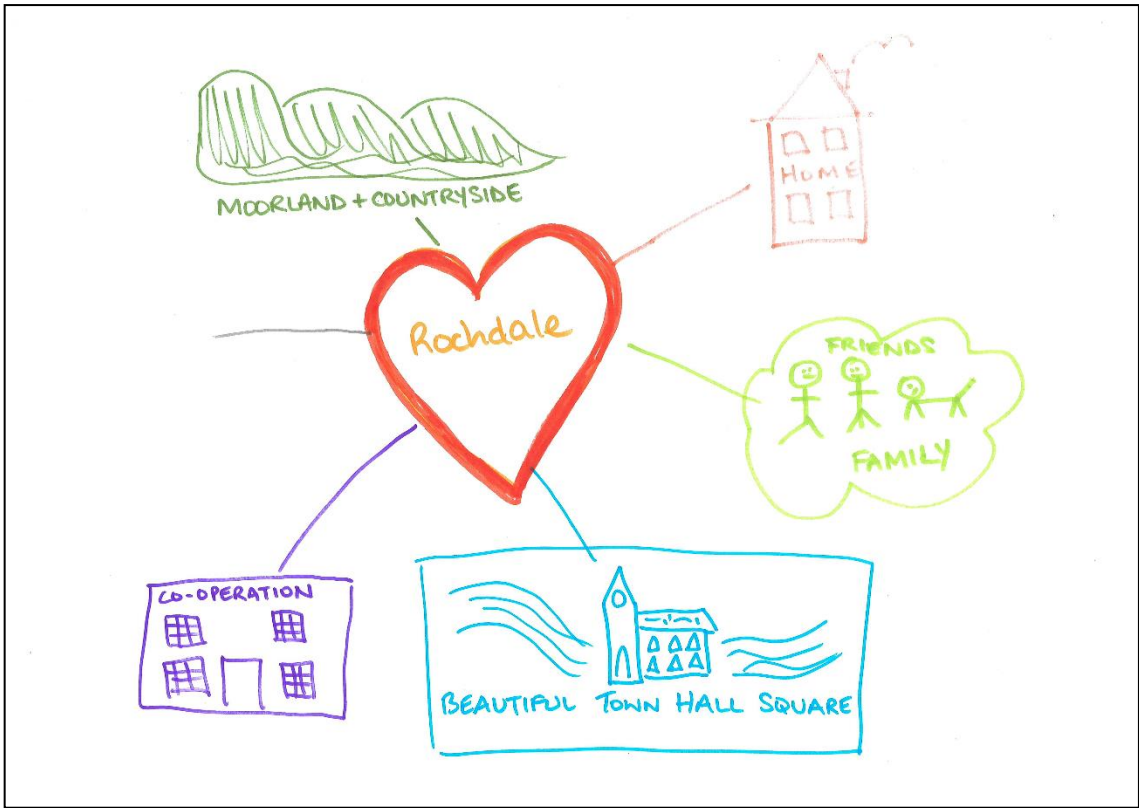 MOORLAND + COUNTRYSIDE
HOME
Rochdale
FRIENDS
FAMILY
CO-OPERATION
BEAUTIFUL TOWN HALL SQUARE